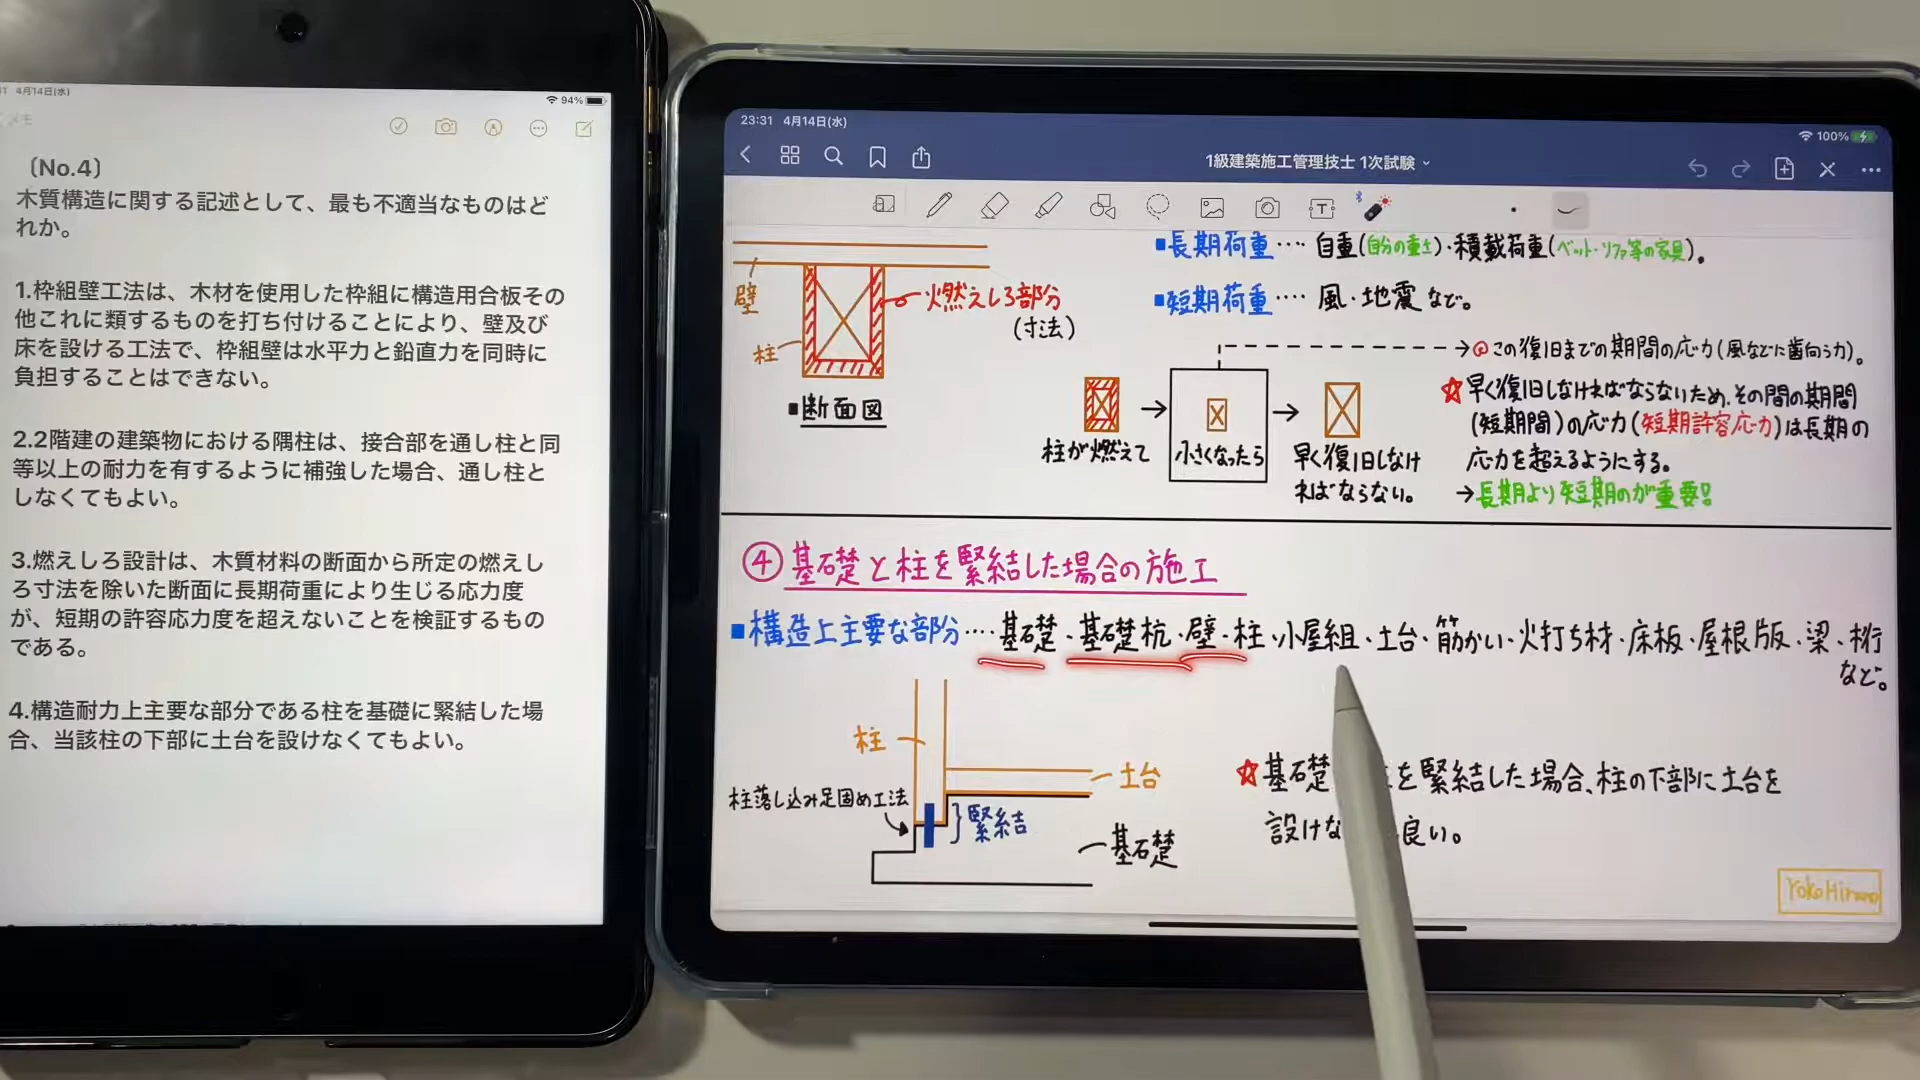 4月14日(水)
94%
メモ
〔No.4〕
木質構造に関する記述として、最も不適当なものはど
れか。
1.枠組壁工法は、木材を使用した枠組に構造用合板その
他これに類するものを打ち付けることにより、壁及び
床を設ける工法で、枠組壁は水平力と鉛直力を同時に
負担することはできない。
2.2階建の建築物における隅柱は、接合部を通し柱と同
等以上の耐力を有するように補強した場合、通し柱と
しなくてもよい。
3.燃えしろ設計は、木質材料の断面から所定の燃えし
ろ寸法を除いた断面に長期荷重により生じる応力度
が、短期の許容応力度を超えないことを検証するもの
である。
4.構造耐力上主要な部分である柱を基礎に緊結した場
合、当該柱の下部に土台を設けなくてもよい。
23:31 4月14日(水)
100%
1級建築施工管理技士 1次試験
■長期荷重‥‥自重(自分の重さ)・積載荷重(ベット・ソファ等の家具)。
■短期荷重‥‥風・地震など。
壁
柱
燃えしろ部分
(寸法)
■断面図
柱が燃えて
小さくなったら
早く復旧しなけ
ればならない。
この復旧までの期間の応力(風などに歯向う力)。
☆早く復旧しなければならないため、その間の期間
(短期間)の応力(短期許容応力)は長期の
応力を超えるようにする。
→長期より短期のが重要!!
④基礎と柱を緊結した場合の施工
■構造上主要な部分‥‥基礎・基礎杭・壁・柱・小屋組・土台・筋かい・火打ち材・床板・屋根版・梁・桁
など。
柱
土台
柱落し込み足固め工法
緊結
基礎
☆基礎 を緊結した場合、柱の下部に土台を
設けな 良い。
Yoko Hirano